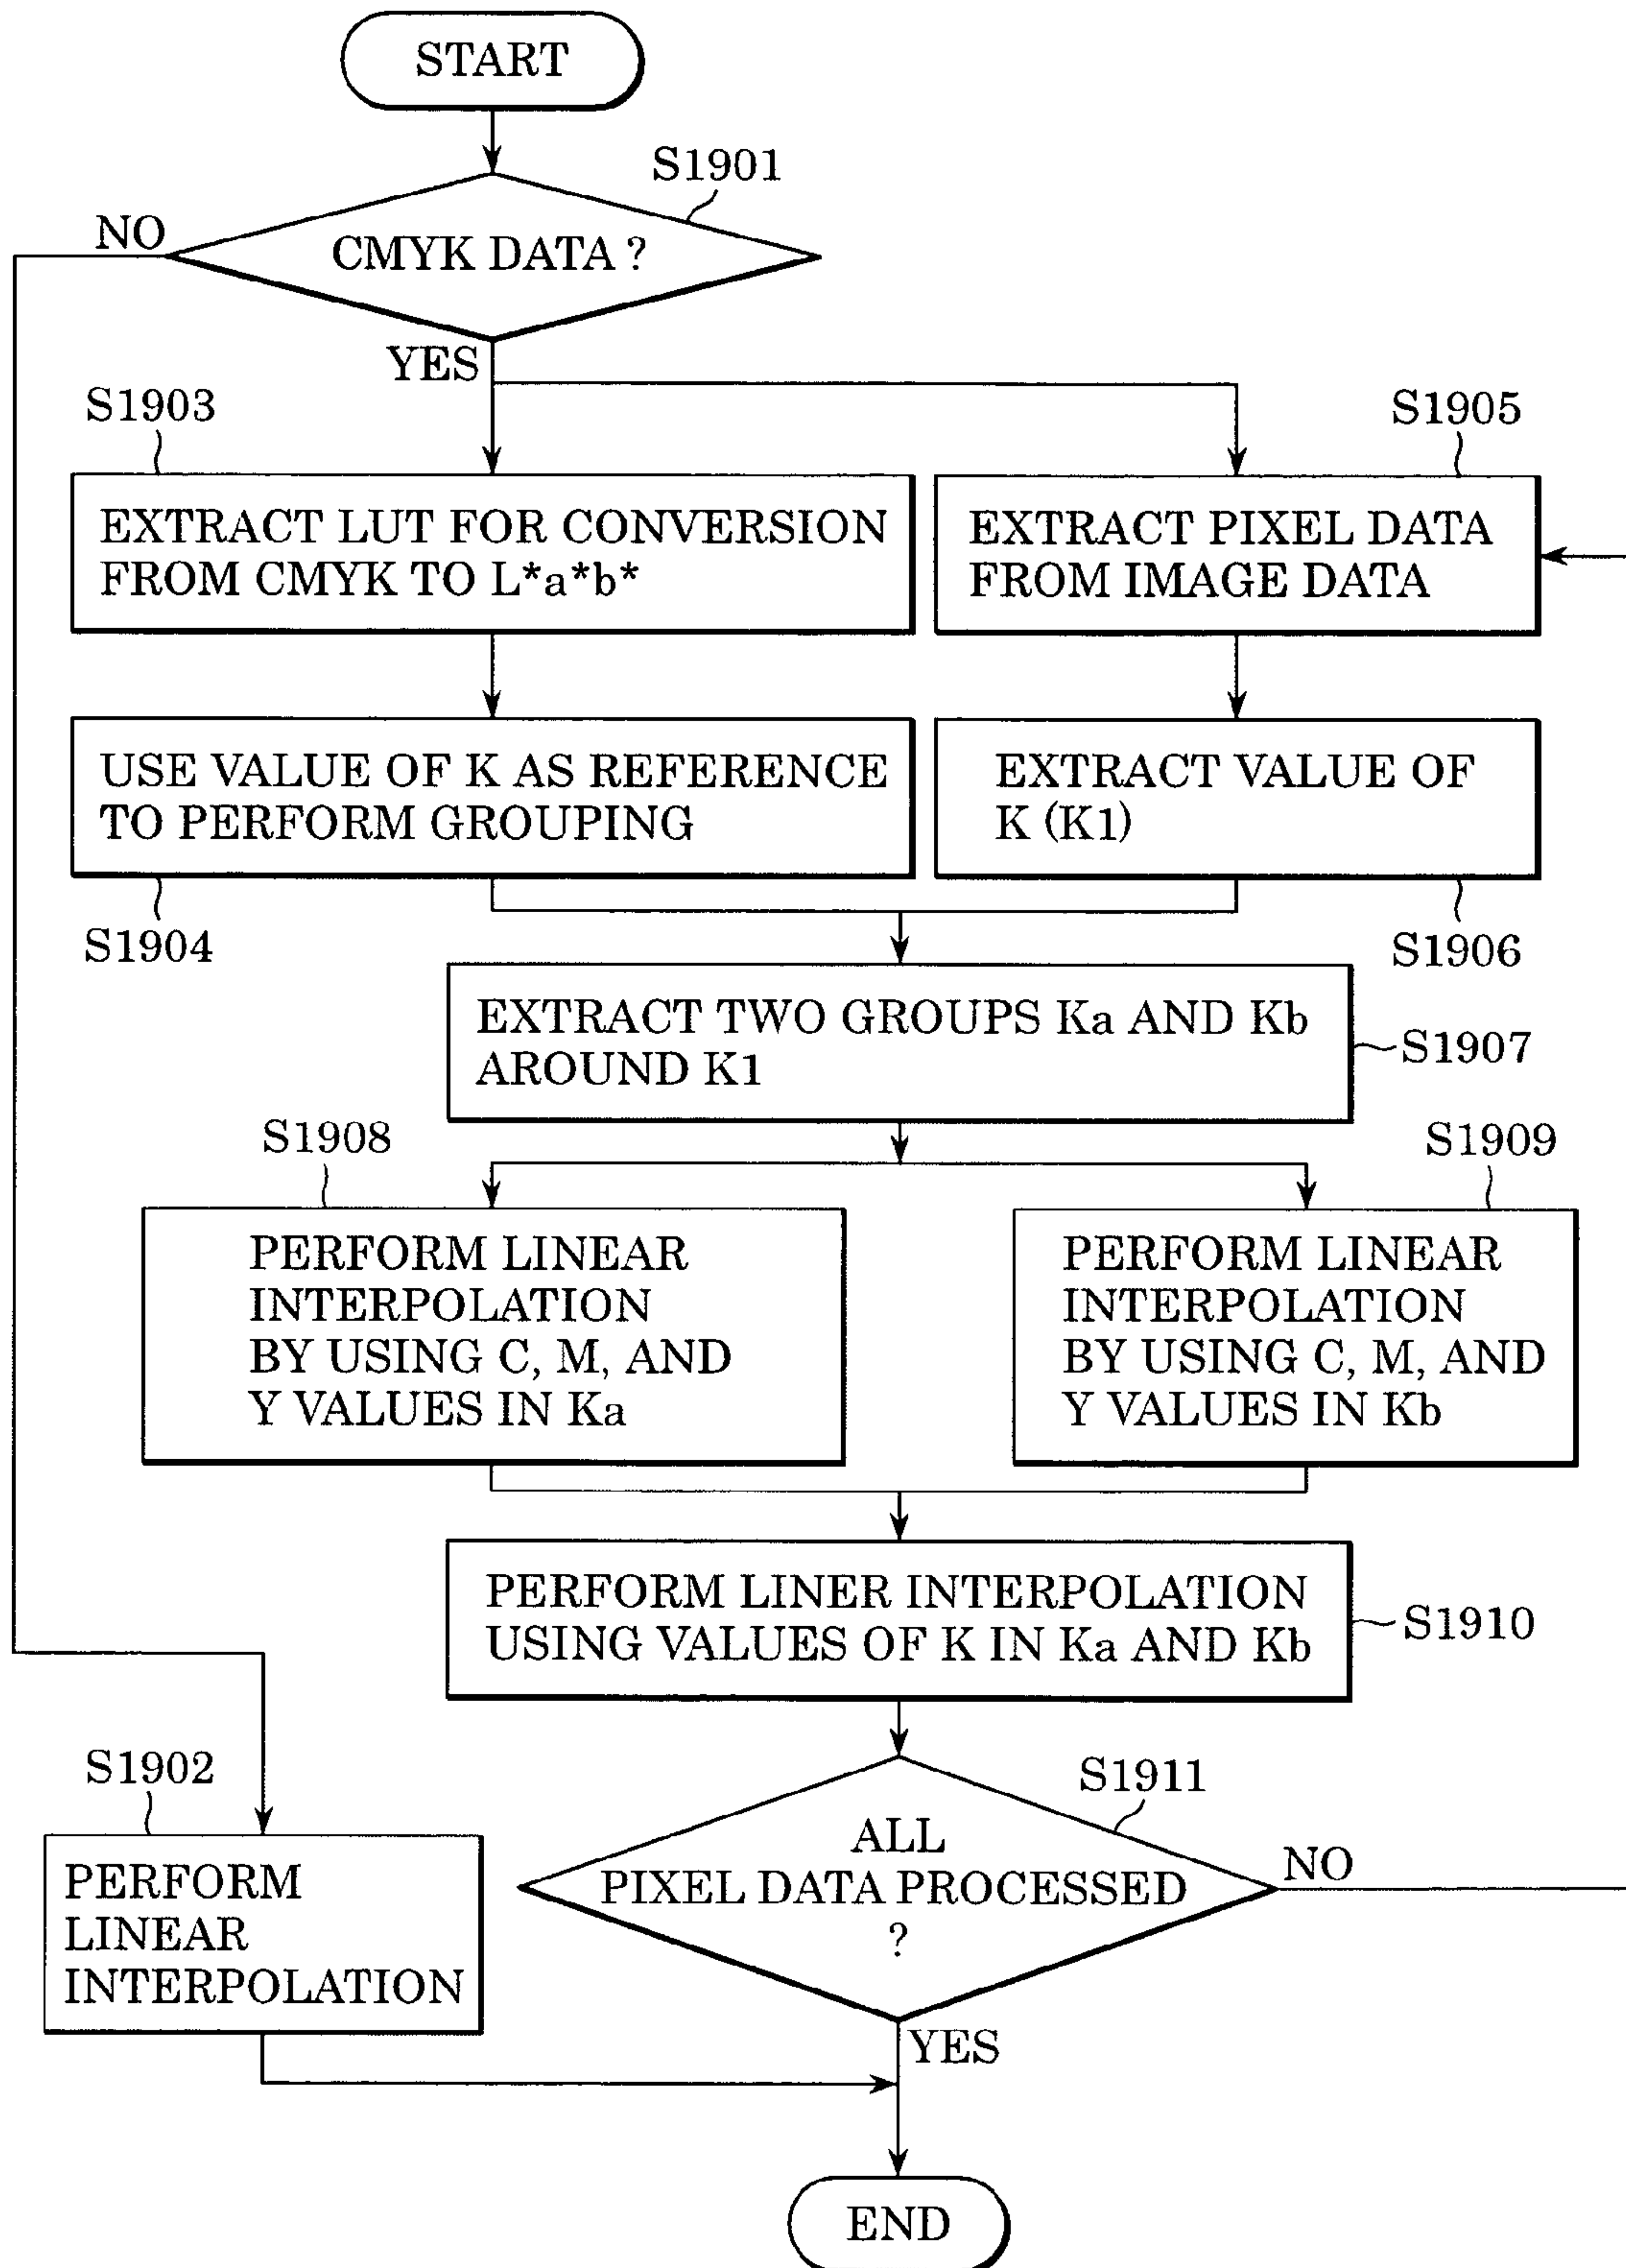 START
S1901
NO
CMYK DATA ?
YES
S1903
S1905
EXTRACT LUT FOR CONVERSION
FROM CMYK TO L*a*b*
EXTRACT PIXEL DATA
FROM IMAGE DATA
USE VALUE OF K AS REFERENCE
TO PERFORM GROUPING
EXTRACT VALUE OF
K (K1)
S1904
S1906
EXTRACT TWO GROUPS Ka AND Kb
AROUND K1
S1907
S1908
S1909
PERFORM LINEAR
INTERPOLATION
BY USING C, M, AND
Y VALUES IN Ka
PERFORM LINEAR
INTERPOLATION
BY USING C, M, AND
Y VALUES IN Kb
PERFORM LINER INTERPOLATION
USING VALUES OF K IN Ka AND Kb
S1910
S1902
S1911
ALL
PIXEL DATA PROCESSED
?
NO
PERFORM
LINEAR
INTERPOLATION
YES
END